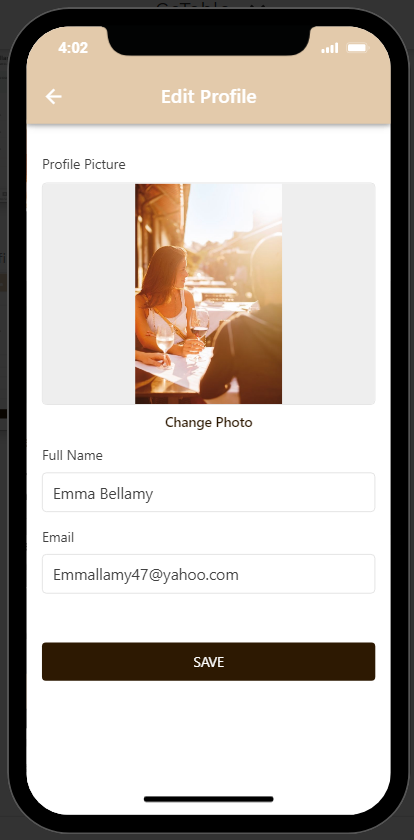 4:02
Edit Profile
Profile Picture
Change Photo
Full Name
Emma Bellamy
Email
Emmallamy47@yahoo.com
SAVE